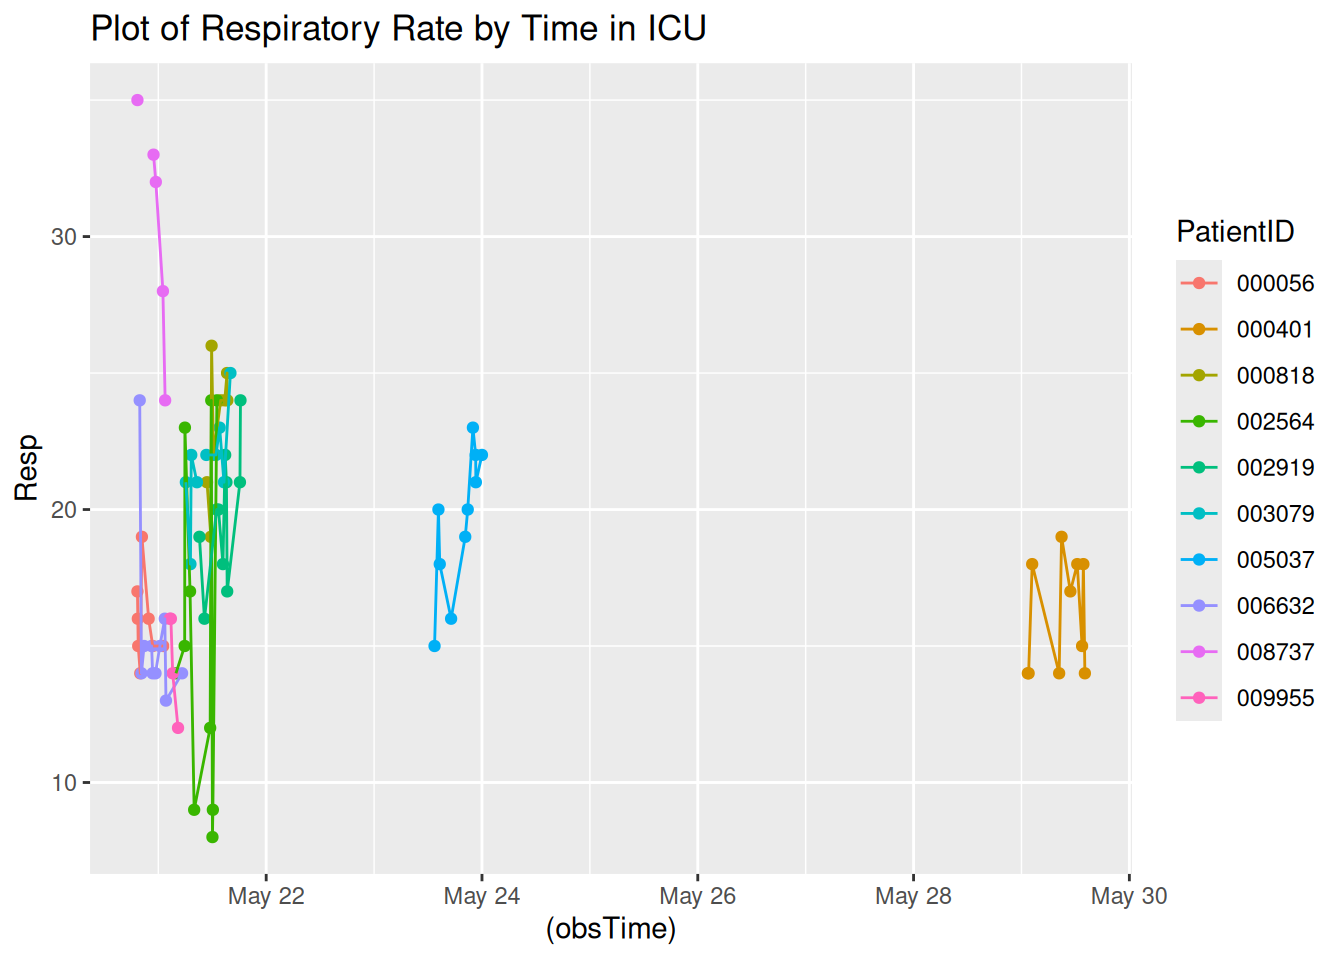 Plot of Respiratory Rate by Time in ICU
Resp
30
20
10
May 22
May 24
May 26
May 28
May 30
(obsTime)
PatientID
000056
000401
000818
002564
002919
003079
005037
006632
008737
009955